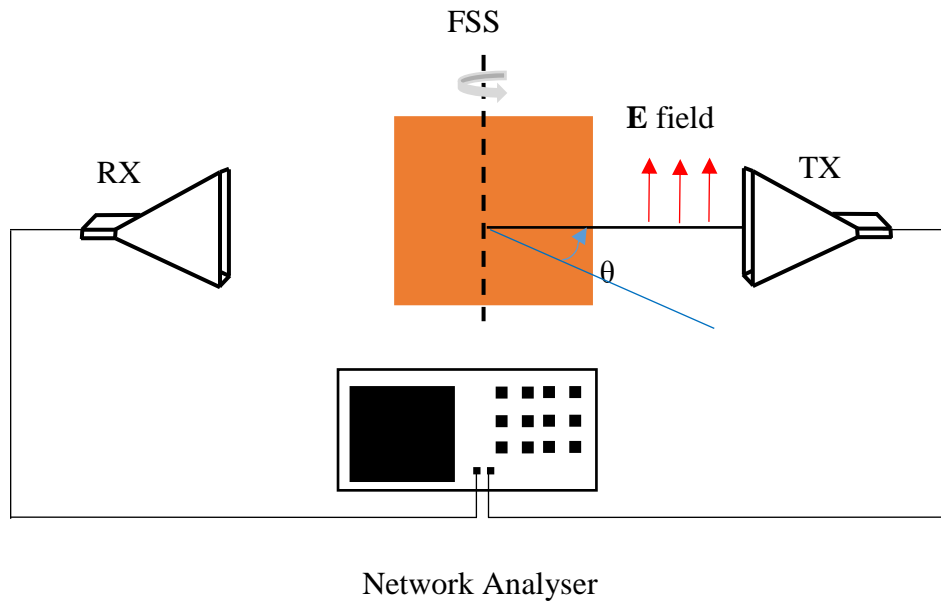 FSS
E field
RX
TX
θ
Network Analyser